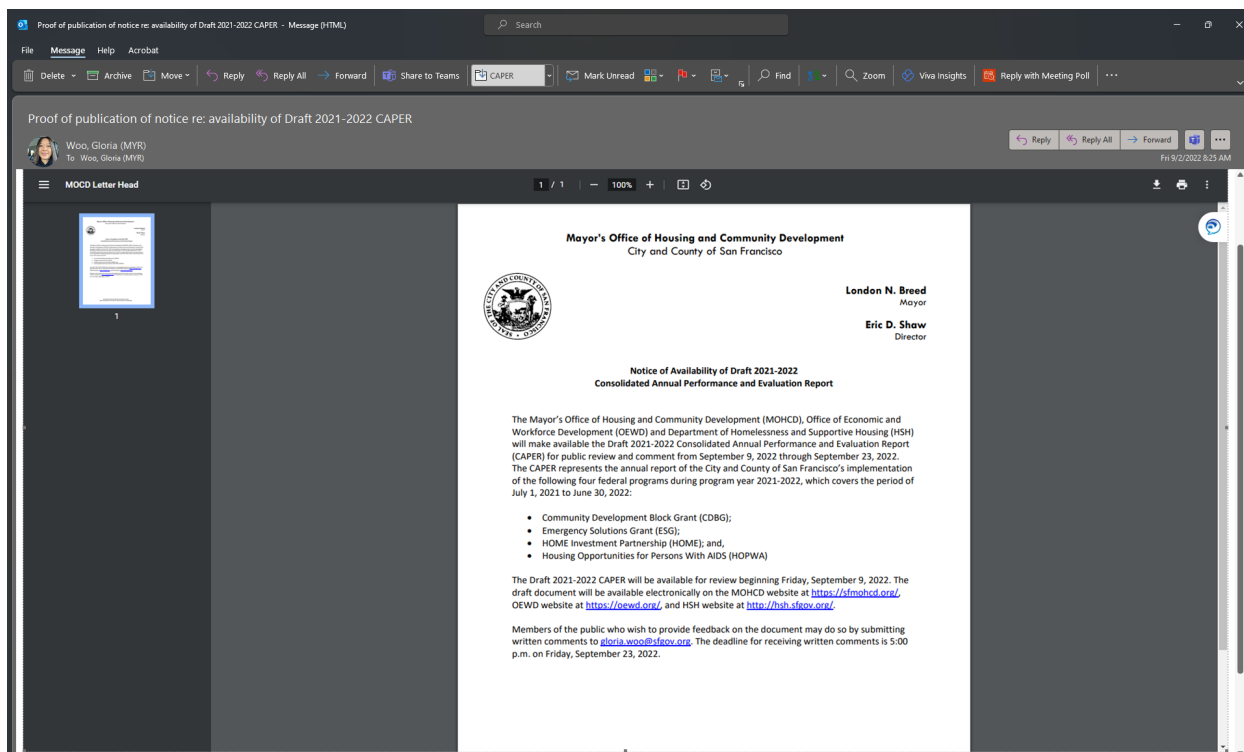 Proof of publication of notice re: availability of Draft 2021-2022 CAPER - Message (HTML)
Search
File Message Help Acrobat
Delete Archive Move Reply Reply All Forward Share to Teams CAPER Mark Unread Find Zoom Viva Insights Reply with Meeting Poll
Proof of publication of notice re: availability of Draft 2021-2022 CAPER
Woo, Gloria (MYR)
To Woo, Gloria (MYR)
Reply Reply All Forward
Fri 9/2/2022 8:25 AM
MOCD Letter Head
1 / 1 100%
1
Mayor's Office of Housing and Community Development
City and County of San Francisco
SEAL OF THE CITY AND COUNTY OF SAN FRANCISCO
London N. Breed
Mayor
Eric D. Shaw
Director
Notice of Availability of Draft 2021-2022
Consolidated Annual Performance and Evaluation Report
The Mayor's Office of Housing and Community Development (MOHCD), Office of Economic and
Workforce Development (OEWD) and Department of Homelessness and Supportive Housing (HSH)
will make available the Draft 2021-2022 Consolidated Annual Performance and Evaluation Report
(CAPER) for public review and comment from September 9, 2022 through September 23, 2022.
The CAPER represents the annual report of the City and County of San Francisco's implementation
of the following four federal programs during program year 2021-2022, which covers the period of
July 1, 2021 to June 30, 2022:
• Community Development Block Grant (CDBG);
• Emergency Solutions Grant (ESG);
• HOME Investment Partnership (HOME); and,
• Housing Opportunities for Persons With AIDS (HOPWA)
The Draft 2021-2022 CAPER will be available for review beginning Friday, September 9, 2022. The
draft document will be available electronically on the MOHCD website at https://sfmohcd.org/,
OEWD website at https://oewd.org/, and HSH website at http://hsh.sfgov.org/.
Members of the public who wish to provide feedback on the document may do so by submitting
written comments to gloria.woo@sfgov.org. The deadline for receiving written comments is 5:00
p.m. on Friday, September 23, 2022.